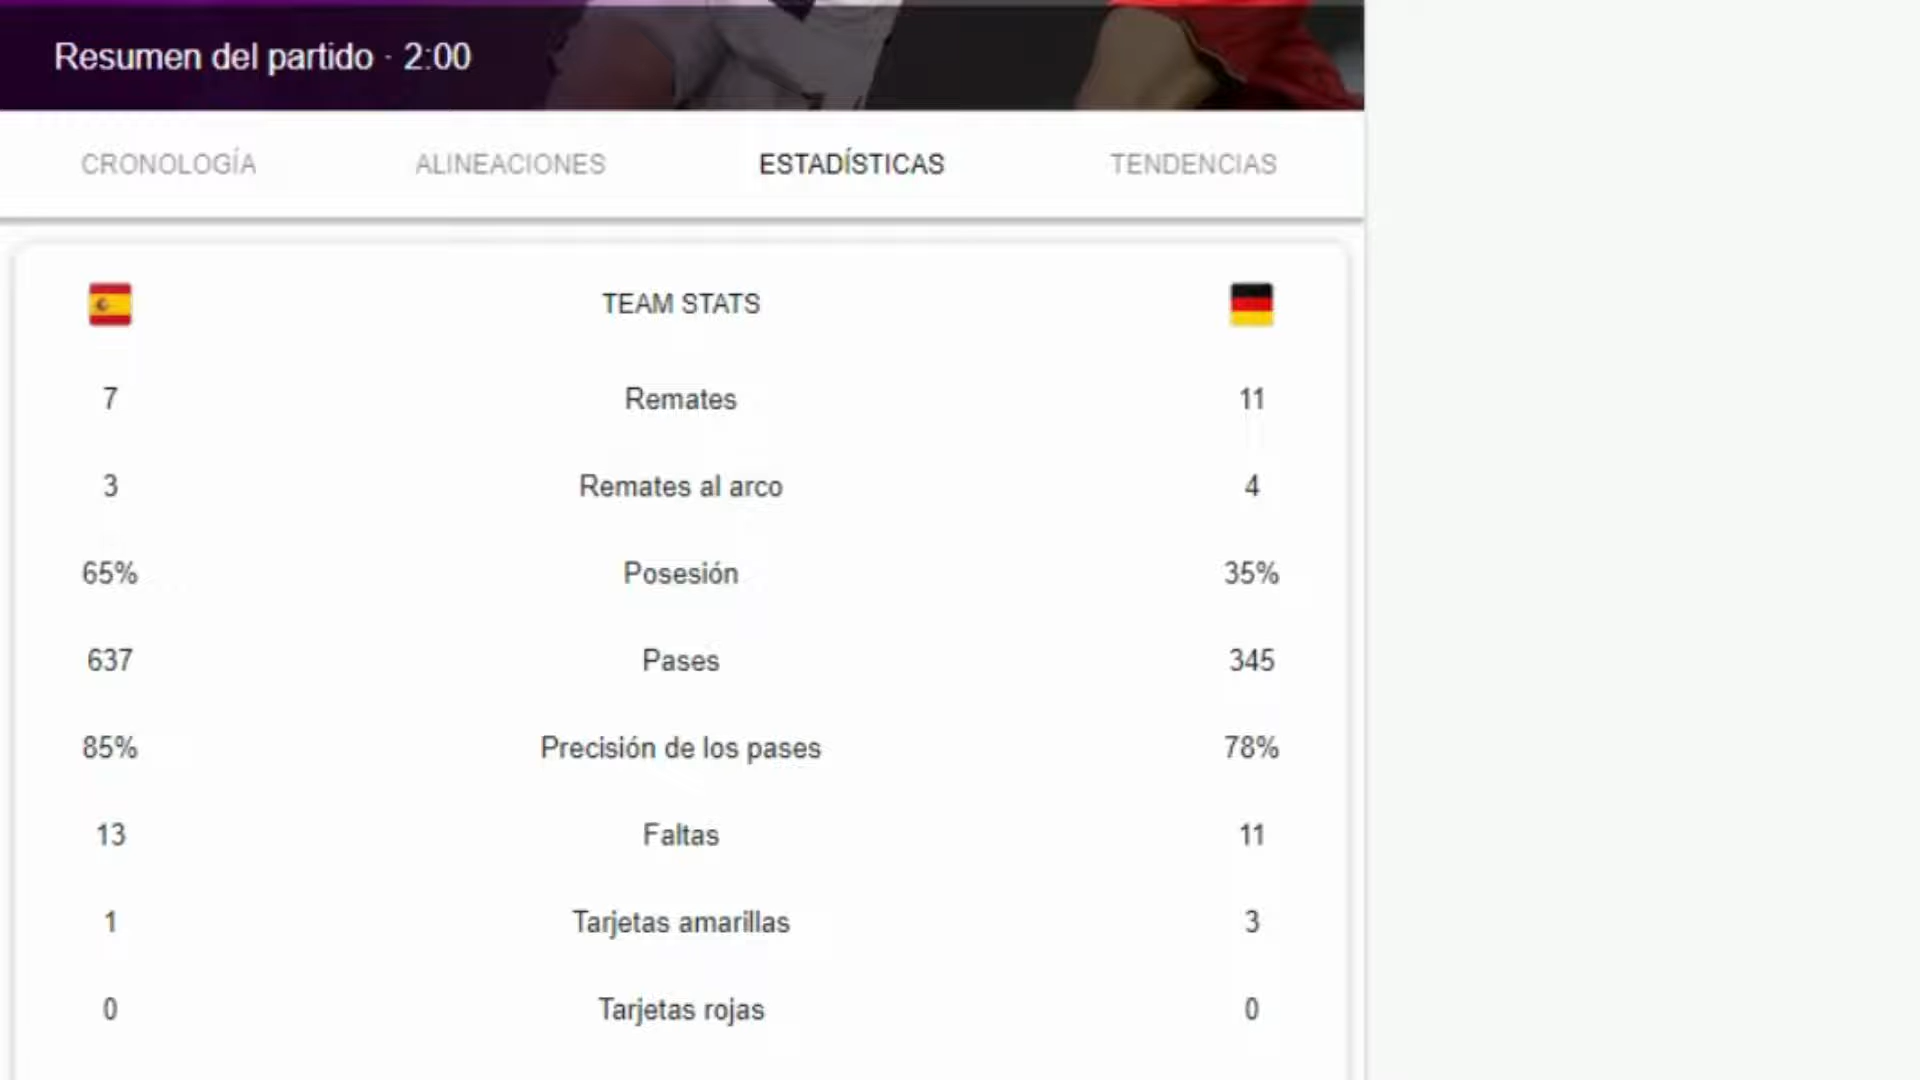 Resumen del partido · 2:00
CRONOLOGÍA ALINEACIONES ESTADÍSTICAS TENDENCIAS
TEAM STATS
7 Remates 11
3 Remates al arco 4
65% Posesión 35%
637 Pases 345
85% Precisión de los pases 78%
13 Faltas 11
1 Tarjetas amarillas 3
0 Tarjetas rojas 0